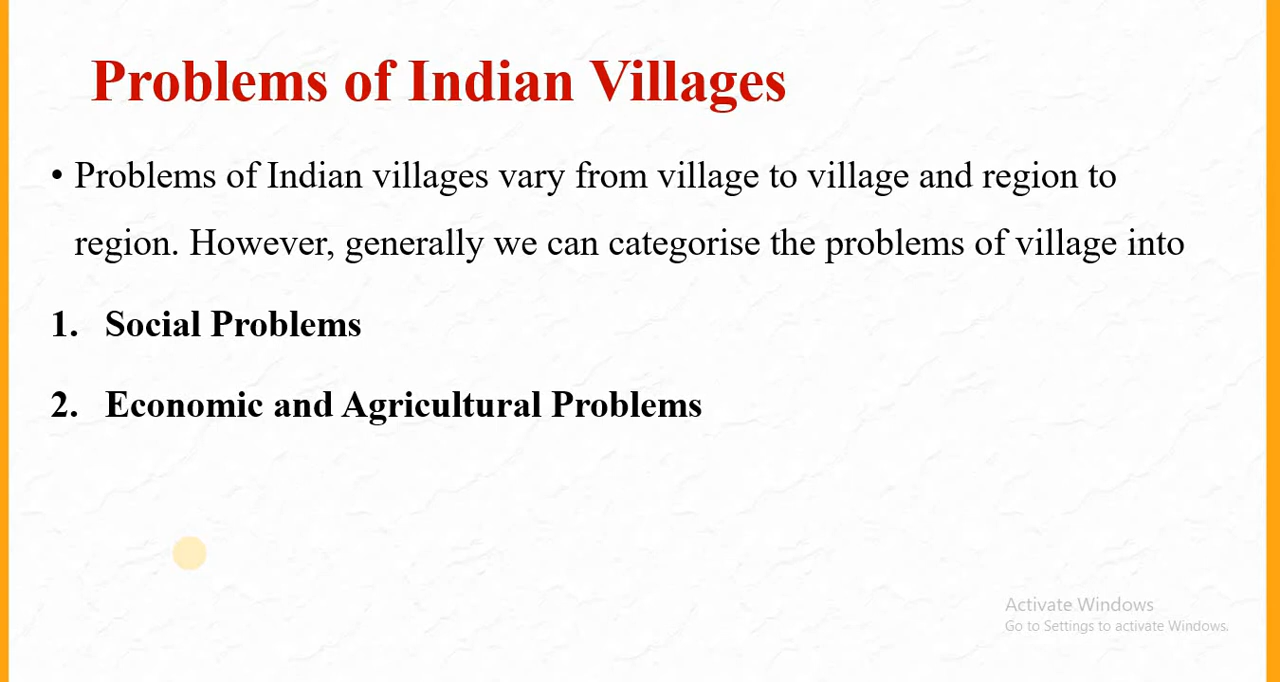 Problems of Indian Villages
• Problems of Indian villages vary from village to village and region to
region. However, generally we can categorise the problems of village into
1. Social Problems
2. Economic and Agricultural Problems
Activate Windows
Go to Settings to activate Windows.